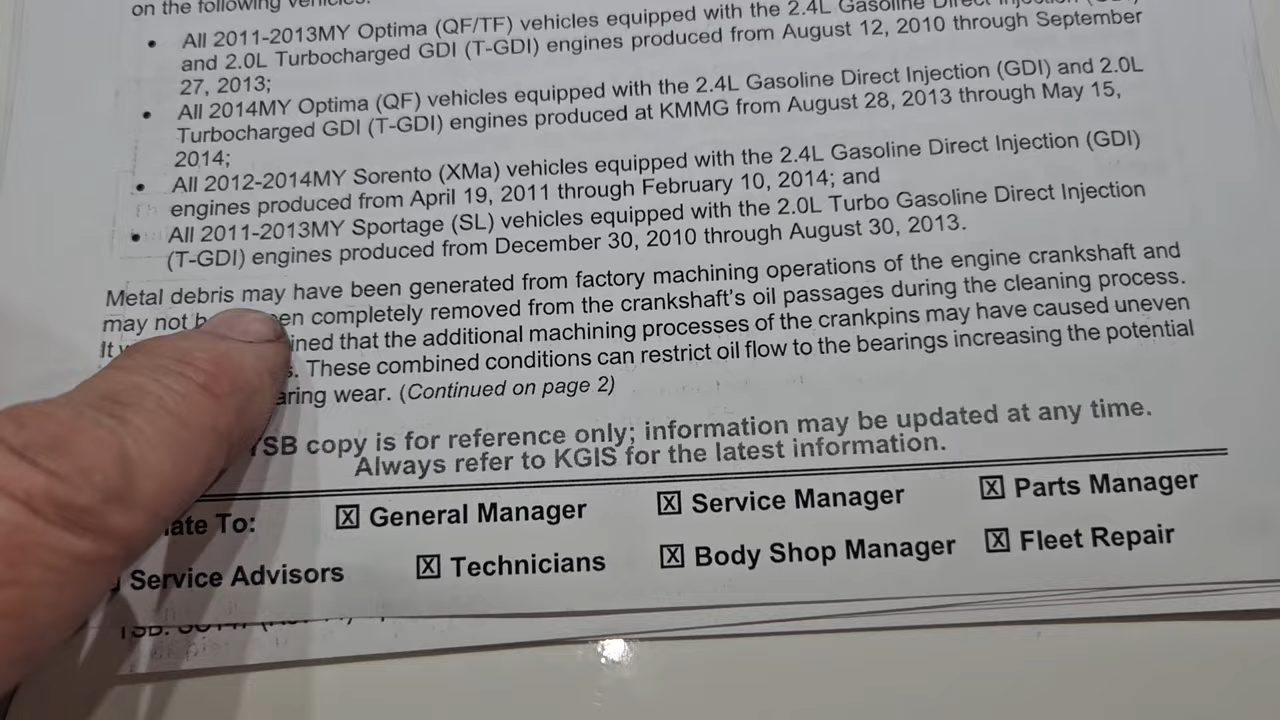 on the following vehicles.
• All 2011-2013MY Optima (QF/TF) vehicles equipped with the 2.4L Gasoline Direct
and 2.0L Turbocharged GDI (T-GDI) engines produced from August 12, 2010 through September
27, 2013;
• All 2014MY Optima (QF) vehicles equipped with the 2.4L Gasoline Direct Injection (GDI) and 2.0L
Turbocharged GDI (T-GDI) engines produced at KMMG from August 28, 2013 through May 15,
2014;
• All 2012-2014MY Sorento (XMa) vehicles equipped with the 2.4L Gasoline Direct Injection (GDI)
engines produced from April 19, 2011 through February 10, 2014; and
• All 2011-2013MY Sportage (SL) vehicles equipped with the 2.0L Turbo Gasoline Direct Injection
(T-GDI) engines produced from December 30, 2010 through August 30, 2013.
Metal debris may have been generated from factory machining operations of the engine crankshaft and
may not completely removed from the crankshaft's oil passages during the cleaning process.
It that the additional machining processes of the crankpins may have caused uneven
These combined conditions can restrict oil flow to the bearings increasing the potential
wear. (Continued on page 2)
TSB copy is for reference only; information may be updated at any time.
Always refer to KGIS for the latest information.
To: ☒ General Manager ☒ Service Manager ☒ Parts Manager
Service Advisors ☒ Technicians ☒ Body Shop Manager ☒ Fleet Repair